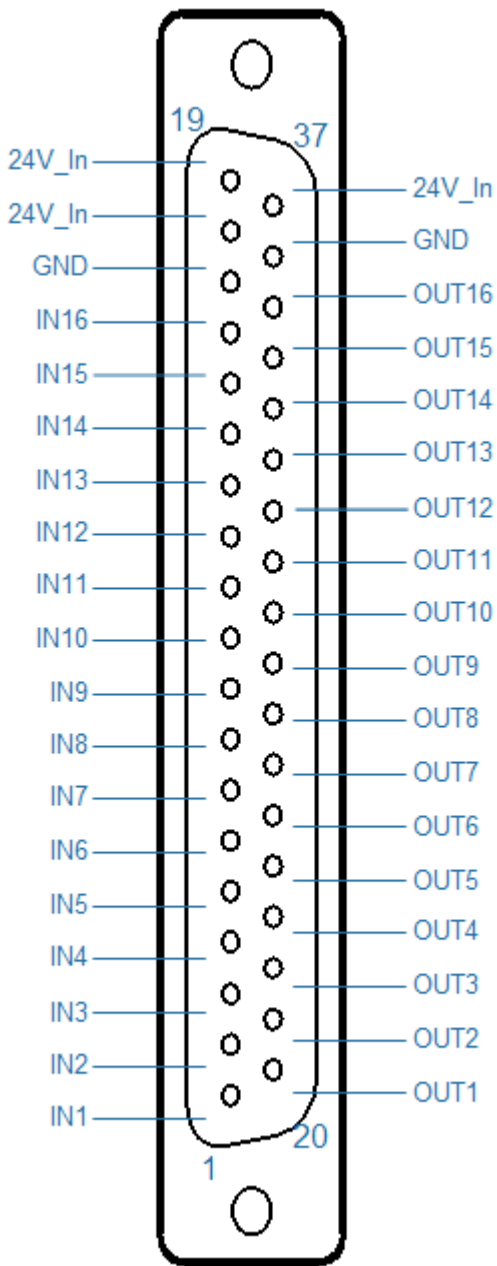 19
37
24V_In
24V_In
GND
IN16
IN15
IN14
IN13
IN12
IN11
IN10
IN9
IN8
IN7
IN6
IN5
IN4
IN3
IN2
IN1
24V_In
GND
OUT16
OUT15
OUT14
OUT13
OUT12
OUT11
OUT10
OUT9
OUT8
OUT7
OUT6
OUT5
OUT4
OUT3
OUT2
OUT1
1
20